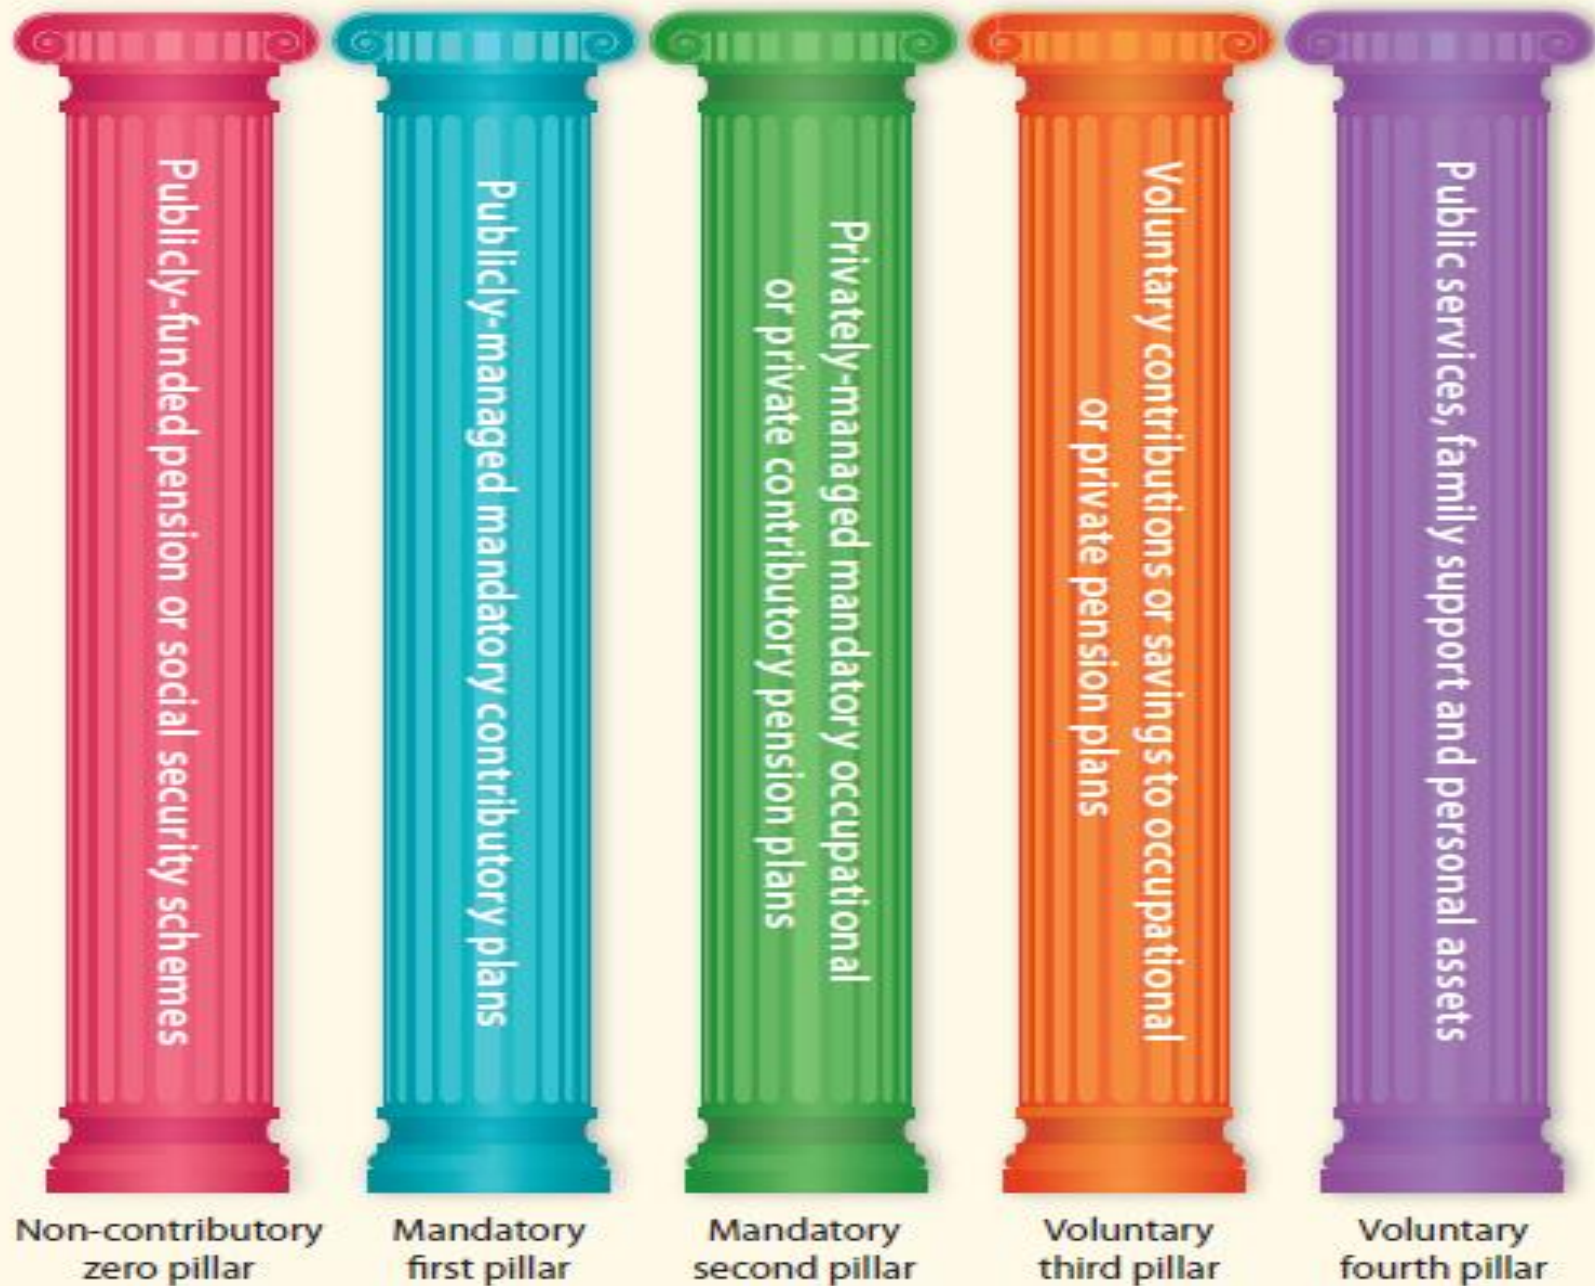 Publicly-funded pension or social security schemes
Non-contributory
zero pillar
Publicly-managed mandatory contributory plans
Mandatory
first pillar
Privately-managed mandatory occupational
or private contributory pension plans
Mandatory
second pillar
Voluntary contributions or savings to occupational
or private pension plans
Voluntary
third pillar
Public services, family support and personal assets
Voluntary
fourth pillar